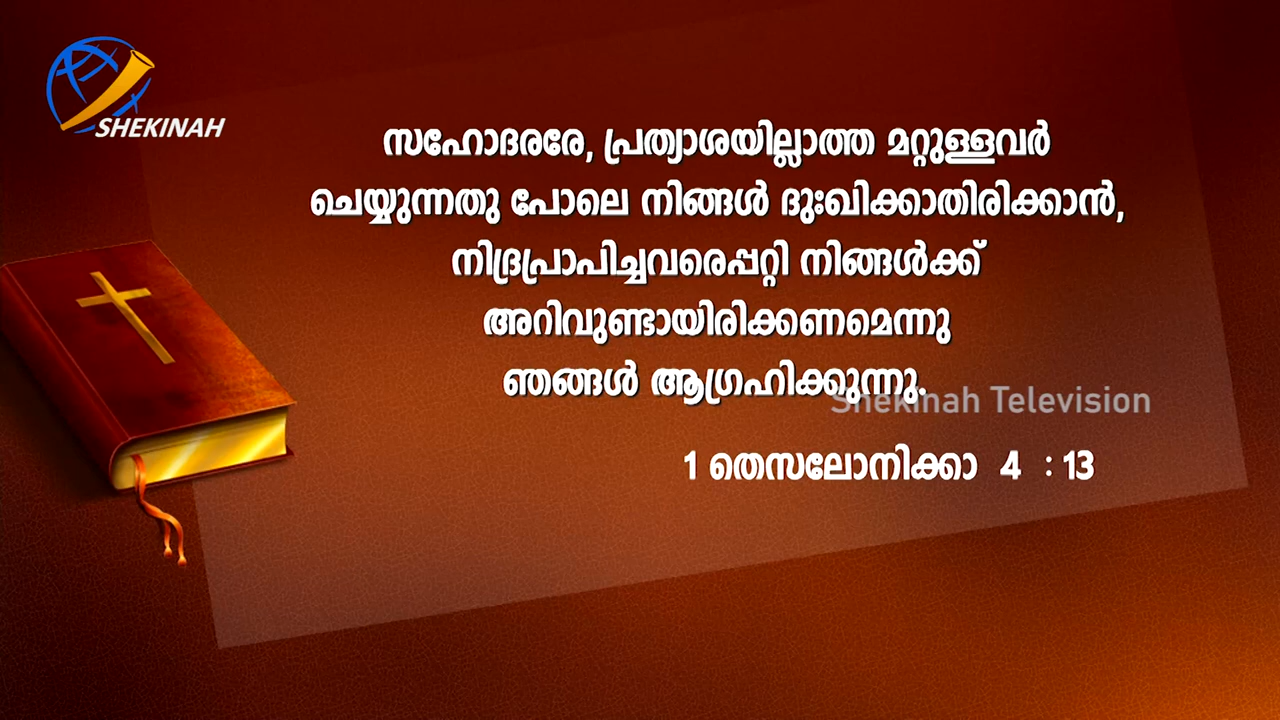 SHEKINAH
സഹോദരരേ, പ്രത്യാശയില്ലാത്ത മറ്റുള്ളവർ
ചെയ്യുന്നതു പോലെ നിങ്ങൾ ദുഃഖിക്കാതിരിക്കാൻ,
നിദ്രപ്രാപിച്ചവരെപ്പറ്റി നിങ്ങൾക്ക്
അറിവുണ്ടായിരിക്കണമെന്നു
ഞങ്ങൾ ആഗ്രഹിക്കുന്നു.
Shekinah Television
1 തെസലോനിക്കാ 4 : 13